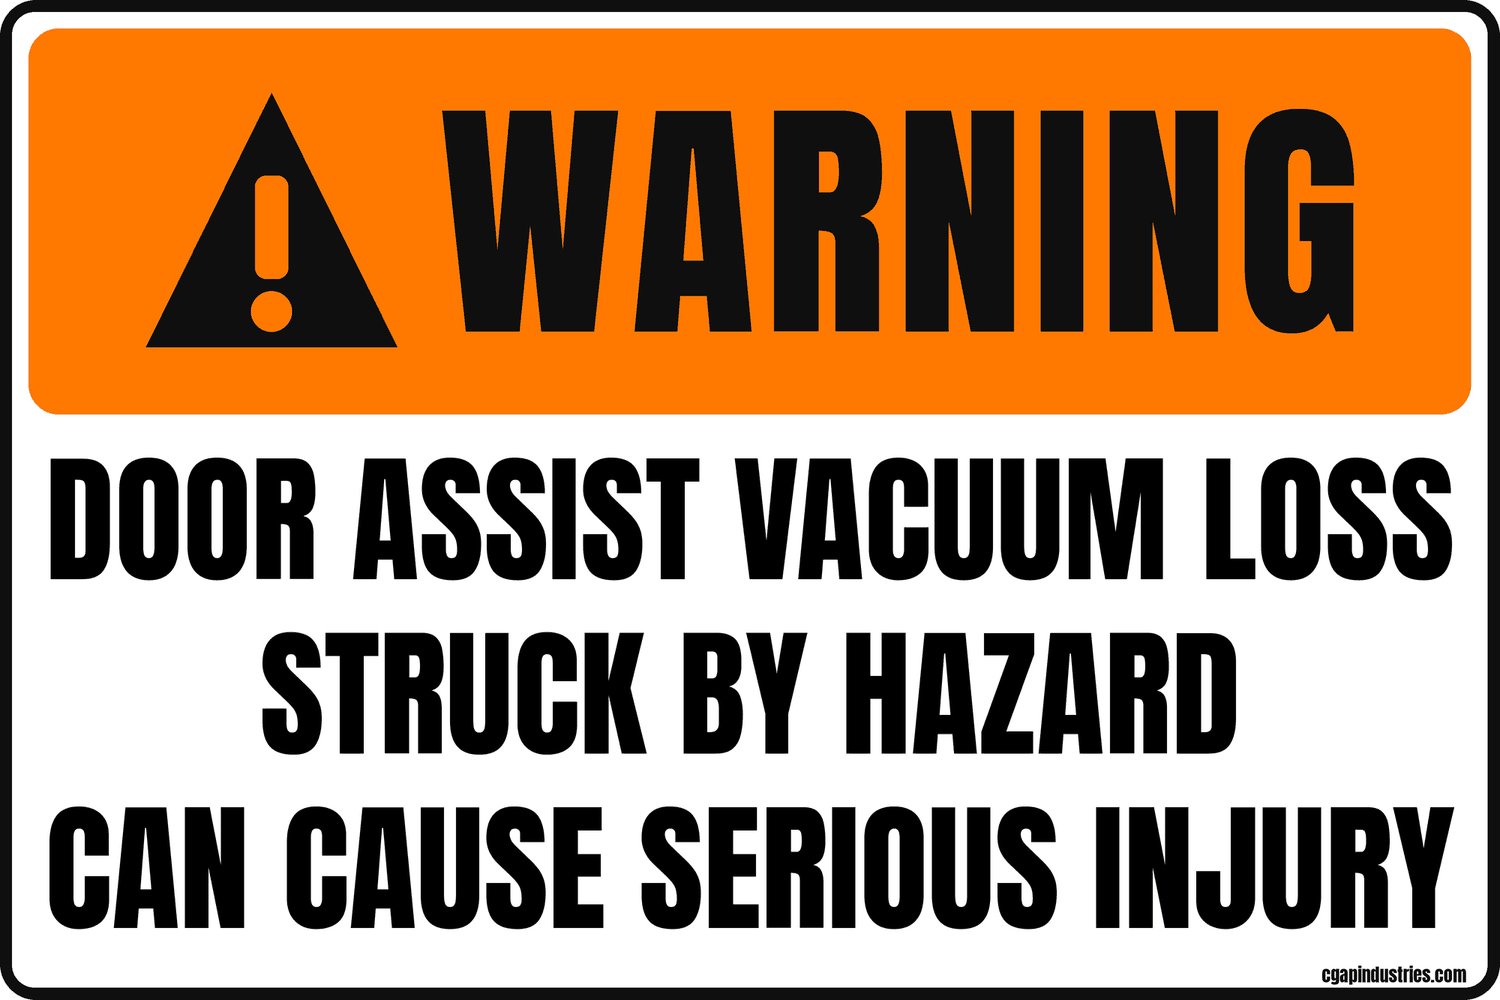 WARNING
DOOR ASSIST VACUUM LOSS
STRUCK BY HAZARD
CAN CAUSE SERIOUS INJURY
cgapindustries.com